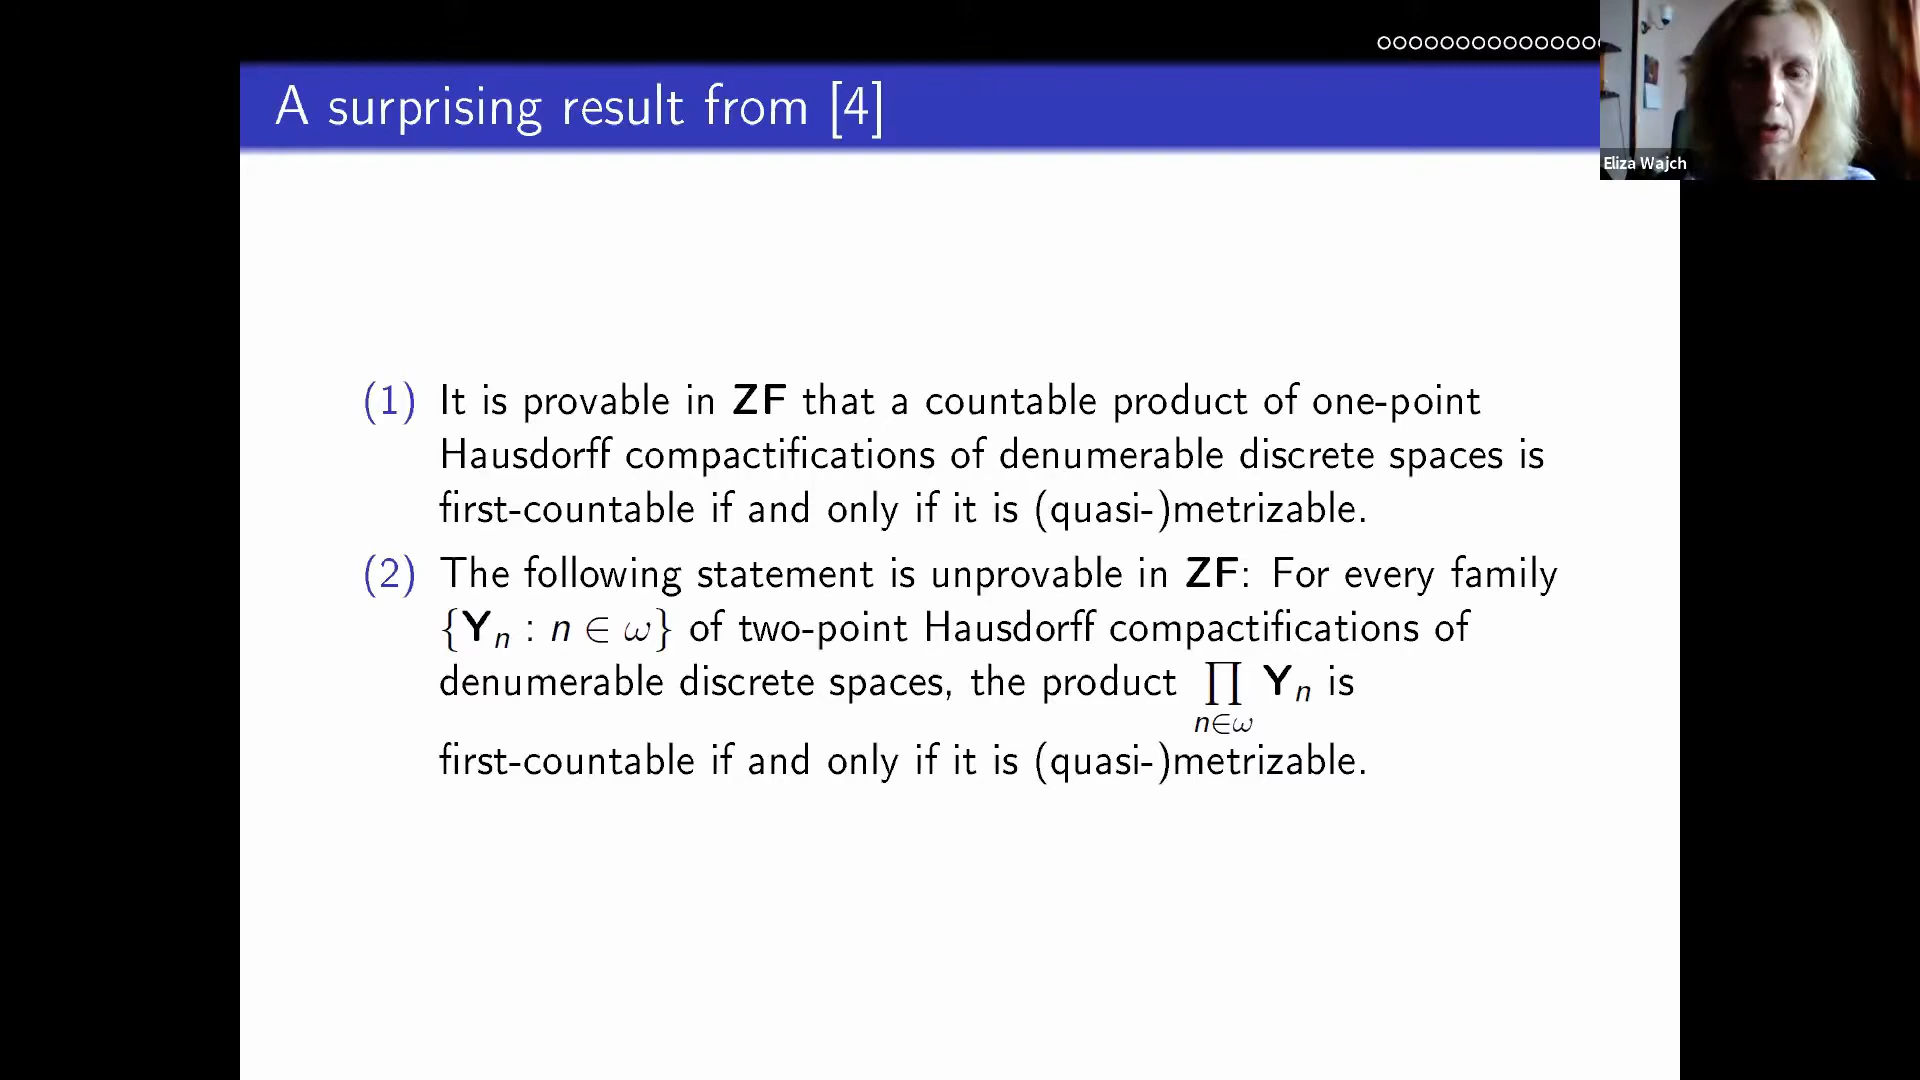 A surprising result from [4]
Eliza Wajch
(1) It is provable in ZF that a countable product of one-point
Hausdorff compactifications of denumerable discrete spaces is
first-countable if and only if it is (quasi-)metrizable.
(2) The following statement is unprovable in ZF: For every family
{Yₙ : n ∈ ω} of two-point Hausdorff compactifications of
denumerable discrete spaces, the product ∏ Yₙ is
n∈ω
first-countable if and only if it is (quasi-)metrizable.